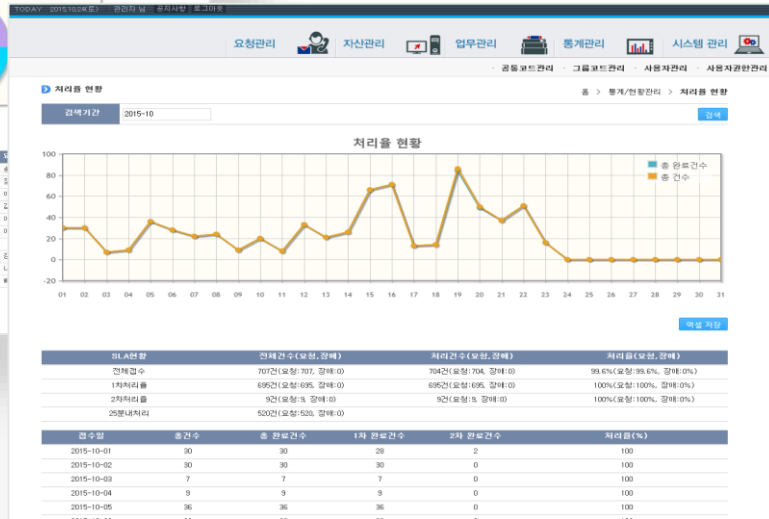 TODAY 2015.10.24(토) 관리자 님 공지사항 로그아웃
요청관리 자산관리 업무관리 통계관리 시스템 관리
공통코드관리 · 그룹코드관리 · 사용자관리 · 사용자권한관리
처리율 현황
홈 > 통계/현황관리 > 처리율 현황
검색기간 2015-10 검색
처리율 현황
총 완료건수
총 건수
100
80
60
40
20
0
-20
01 02 03 04 05 06 07 08 09 10 11 12 13 14 15 16 17 18 19 20 21 22 23 24 25 26 27 28 29 30 31
엑셀 저장
SLA현황 전체건수(요청,장애) 처리건수(요청,장애) 처리율(요청,장애)
전체접수 707건(요청:707, 장애:0) 704건(요청:704, 장애:0) 99.6%(요청:99.6%, 장애:0%)
1차처리율 695건(요청:695, 장애:0) 695건(요청:695, 장애:0) 100%(요청:100%, 장애:0%)
2차처리율 9건(요청:9, 장애:0) 9건(요청:9, 장애:0) 100%(요청:100%, 장애:0%)
25분내처리 520건(요청:520, 장애:0)
접수일 총건수 총 완료건수 1차 완료건수 2차 완료건수 처리율(%)
2015-10-01 30 30 28 2 100
2015-10-02 30 30 30 0 100
2015-10-03 7 7 7 0 100
2015-10-04 9 9 9 0 100
2015-10-05 36 36 36 0 100